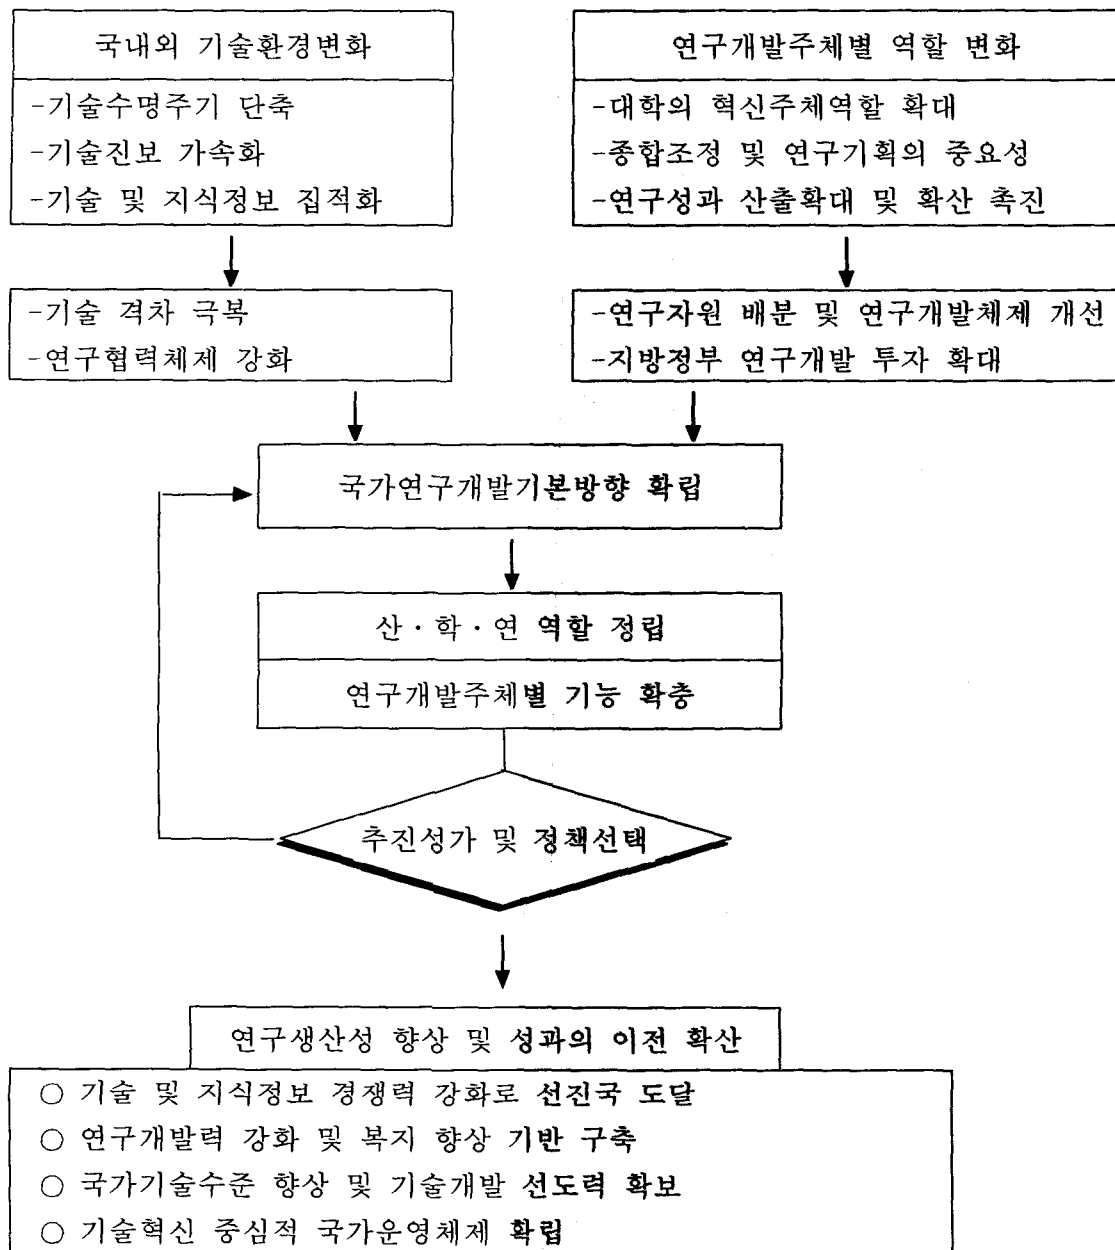 국내외 기술환경변화
-기술수명주기 단축
-기술진보 가속화
-기술 및 지식정보 집적화
연구개발주체별 역할 변화
-대학의 혁신주체역할 확대
-종합조정 및 연구기획의 중요성
-연구성과 산출확대 및 확산 촉진
-기술 격차 극복
-연구협력체제 강화
-연구자원 배분 및 연구개발체제 개선
-지방정부 연구개발 투자 확대
국가연구개발기본방향 확립
산·학·연 역할 정립
연구개발주체별 기능 확충
추진성가 및 정책선택
연구생산성 향상 및 성과의 이전 확산
○ 기술 및 지식정보 경쟁력 강화로 선진국 도달
○ 연구개발력 강화 및 복지 향상 기반 구축
○ 국가기술수준 향상 및 기술개발 선도력 확보
○ 기술혁신 중심적 국가운영체제 확립